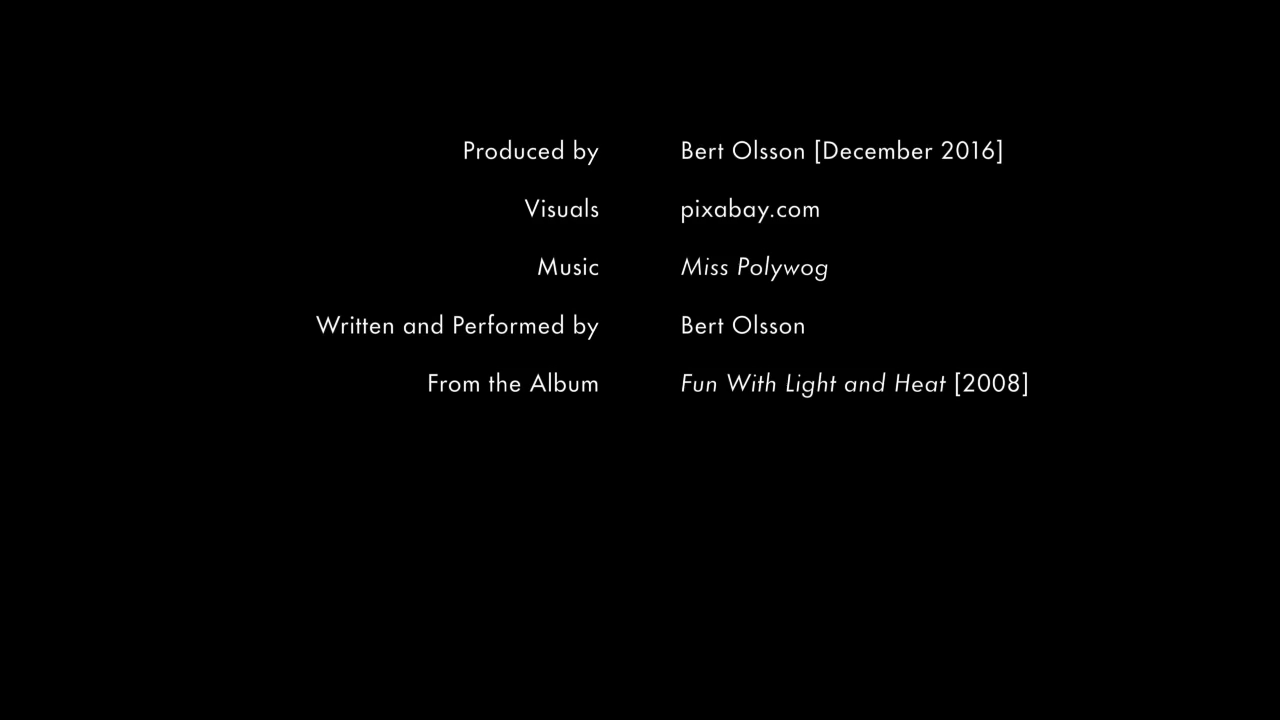 Produced by Bert Olsson [December 2016]
Visuals pixabay.com
Music Miss Polywog
Written and Performed by Bert Olsson
From the Album Fun With Light and Heat [2008]